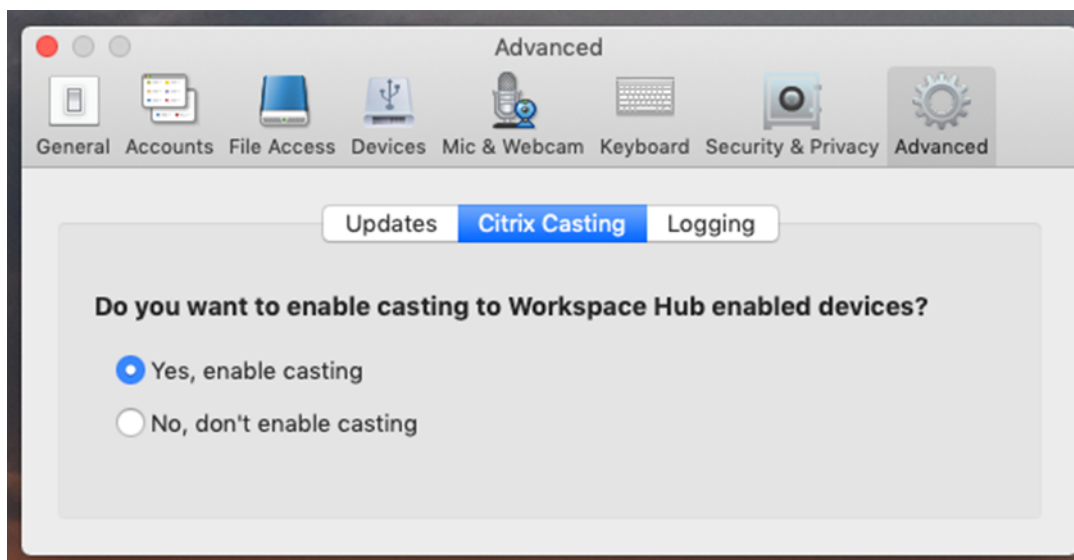 Advanced
General Accounts File Access Devices Mic & Webcam Keyboard Security & Privacy Advanced
Updates Citrix Casting Logging
Do you want to enable casting to Workspace Hub enabled devices?
Yes, enable casting
No, don't enable casting